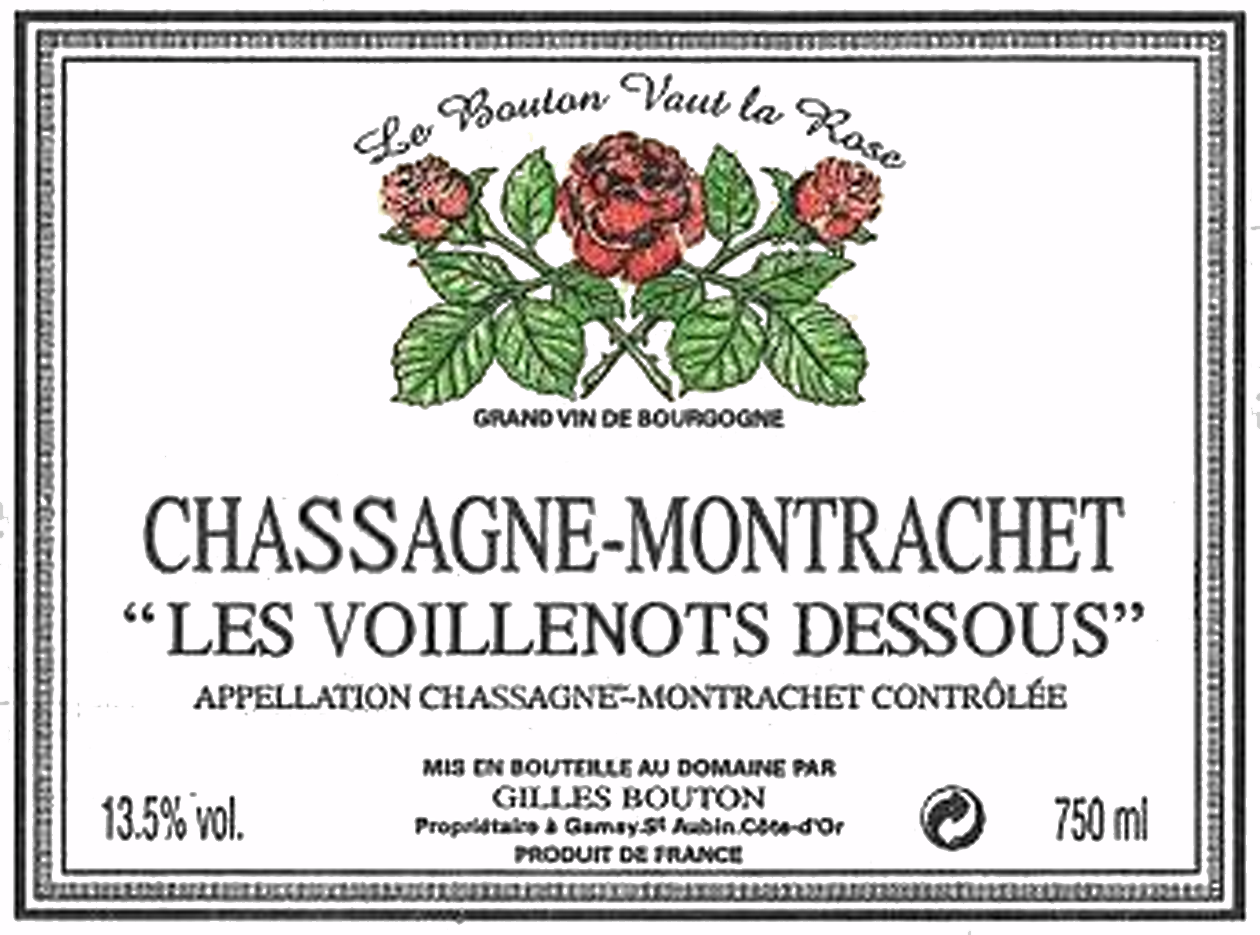 Le Bouton Vaut la Rose
GRAND VIN DE BOURGOGNE
CHASSAGNE-MONTRACHET
“LES VOILLENOTS DESSOUS”
APPELLATION CHASSAGNE-MONTRACHET CONTRÔLÉE
MIS EN BOUTEILLE AU DOMAINE PAR
GILLES BOUTON
Propriétaire à Gamay.St Aubin.Côte-d'Or
PRODUIT DE FRANCE
13.5% vol.
750 ml